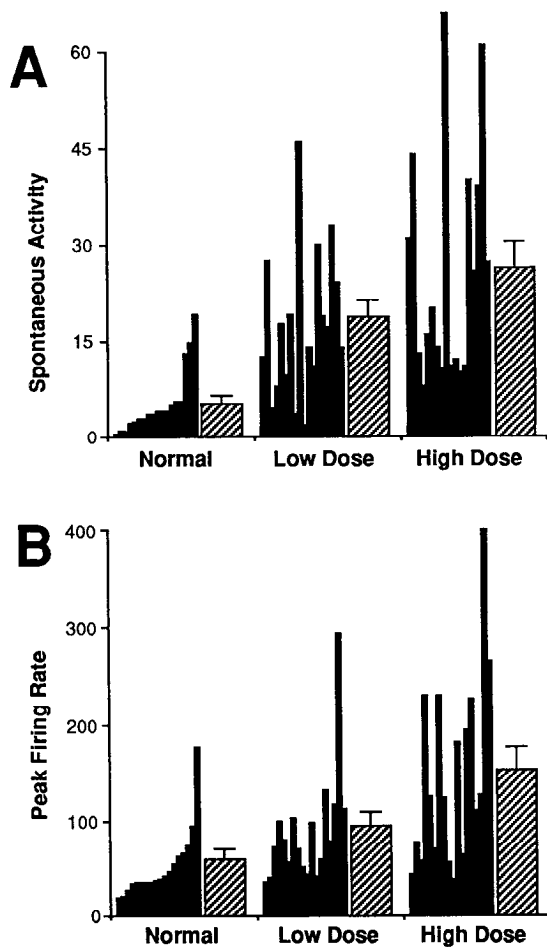 A
60
45
30
15
0
Spontaneous Activity
Normal Low Dose High Dose
B
400
300
200
100
0
Peak Firing Rate
Normal Low Dose High Dose